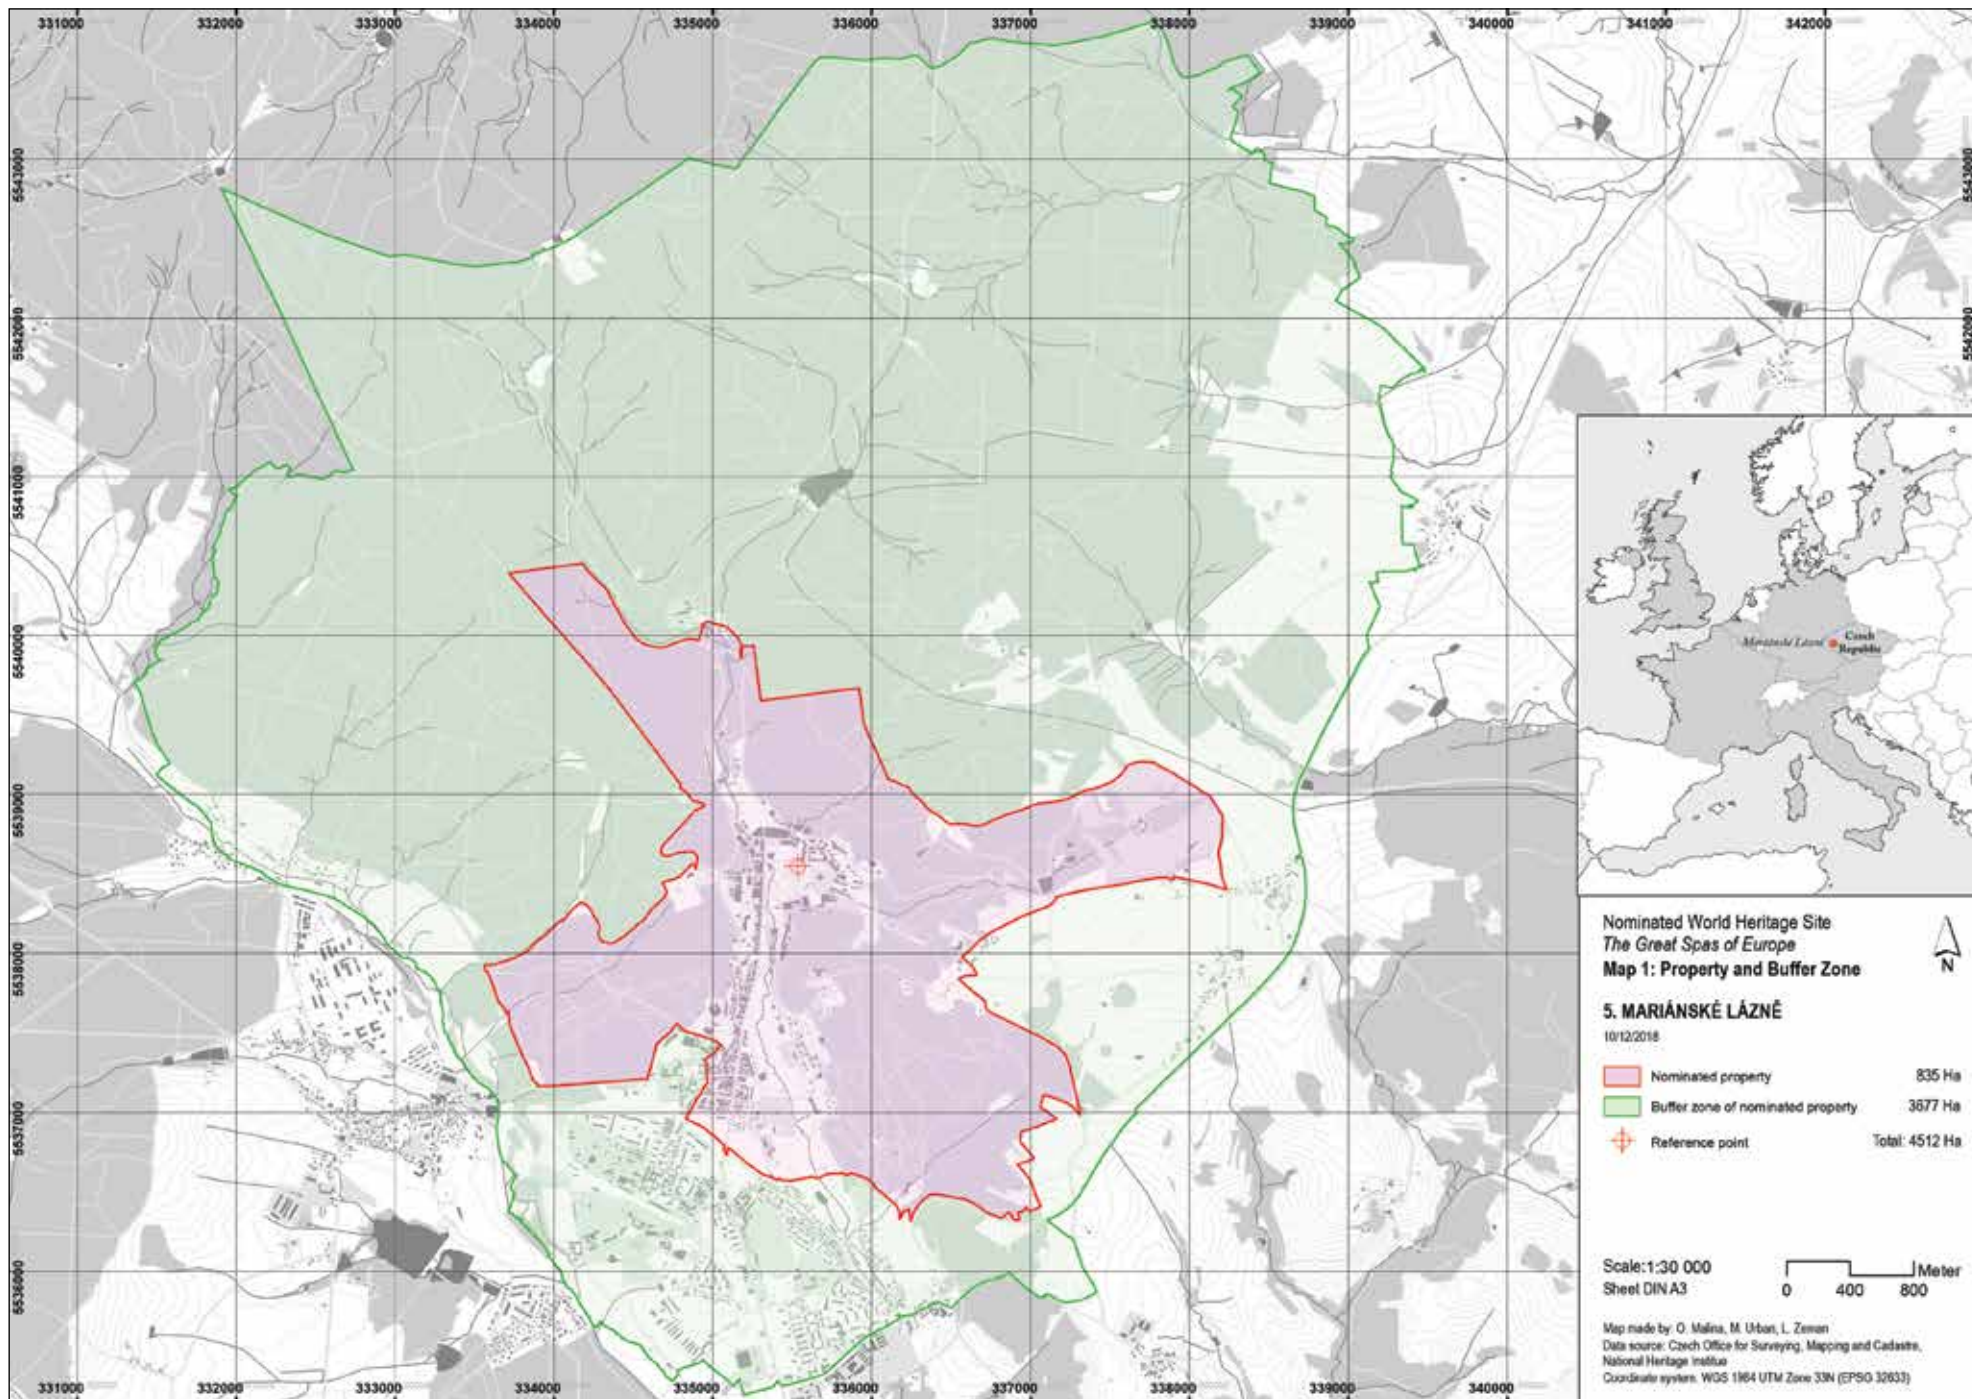 331000 332000 333000 334000 335000 336000 337000 338000 339000 340000 341000 342000
5543000
5543000
5542000
5542000
5541000
5540000
5539000
5538000
5537000
5536000
Mariánské Lázně
Czech
Republic
Nominated World Heritage Site
The Great Spas of Europe
Map 1: Property and Buffer Zone
N
5. MARIÁNSKÉ LÁZNĚ
10/12/2018
Nominated property 835 Ha
Buffer zone of nominated property 3677 Ha
Reference point Total: 4512 Ha
Scale:1:30 000
Sheet DIN A3
Meter
0 400 800
Map made by: O. Malina, M. Urban, L. Zeman
Data source: Czech Office for Surveying, Mapping and Cadastre,
National Heritage Institue
Coordinate system: WGS 1984 UTM Zone 33N (EPSG 32633)
331000 332000 333000 334000 335000 336000 337000 338000 339000 340000